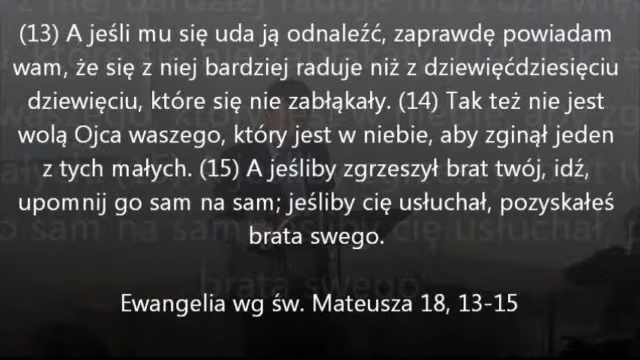 (13) A jeśli mu się uda ją odnaleźć, zaprawdę powiadam
wam, że się z niej bardziej raduje niż z dziewięćdziesięciu
dziewięciu, które się nie zabłąkały. (14) Tak też nie jest
wolą Ojca waszego, który jest w niebie, aby zginął jeden
z tych małych. (15) A jeśliby zgrzeszył brat twój, idź,
upomnij go sam na sam; jeśliby cię usłuchał, pozyskałeś
brata swego.
Ewangelia wg św. Mateusza 18, 13-15